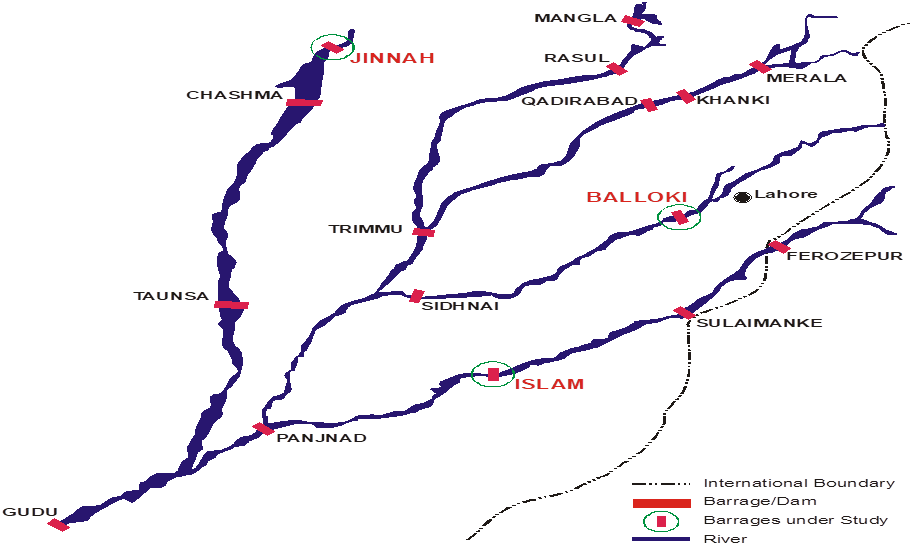 MANGLA
JINNAH
RASUL
MERALA
CHASHMA
QADIRABAD
KHANKI
BALLOKI
Lahore
TRIMMU
FEROZEPUR
TAUNSA
SIDHNAI
SULAIMANKE
ISLAM
PANJNAD
GUDU
International Boundary
Barrage/Dam
Barrages under Study
River